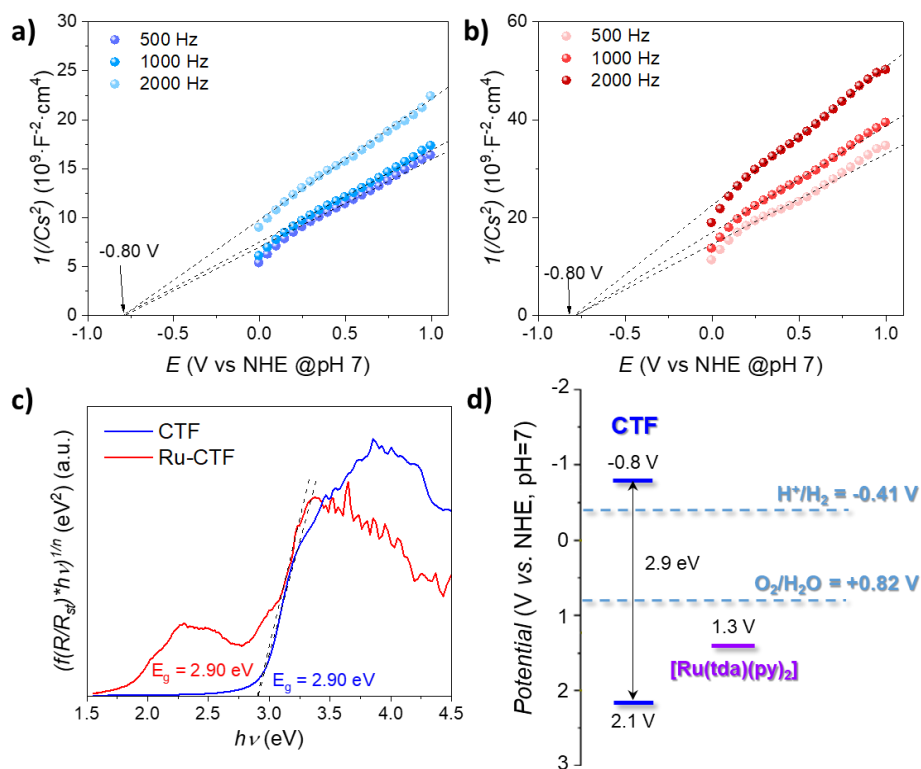 a)
30
25
20
15
10
5
0
1(/Cs²) (10⁹·F⁻²·cm⁴)
500 Hz
1000 Hz
2000 Hz
-0.80 V
-1.0 -0.5 0.0 0.5 1.0
E (V vs NHE @pH 7)
b)
60
40
20
0
1(/Cs²) (10⁹·F⁻²·cm⁴)
500 Hz
1000 Hz
2000 Hz
-0.80 V
-1.0 -0.5 0.0 0.5 1.0
E (V vs NHE @pH 7)
c)
(f(R/Rst)*hν)^1/n (eV²) (a.u.)
CTF
Ru-CTF
Eg = 2.90 eV
Eg = 2.90 eV
1.5 2.0 2.5 3.0 3.5 4.0 4.5
hν (eV)
d)
Potential (V vs. NHE, pH=7)
-2
-1
0
1
2
3
CTF
-0.8 V
H⁺/H₂ = -0.41 V
2.9 eV
O₂/H₂O = +0.82 V
1.3 V
[Ru(tda)(py)₂]
2.1 V